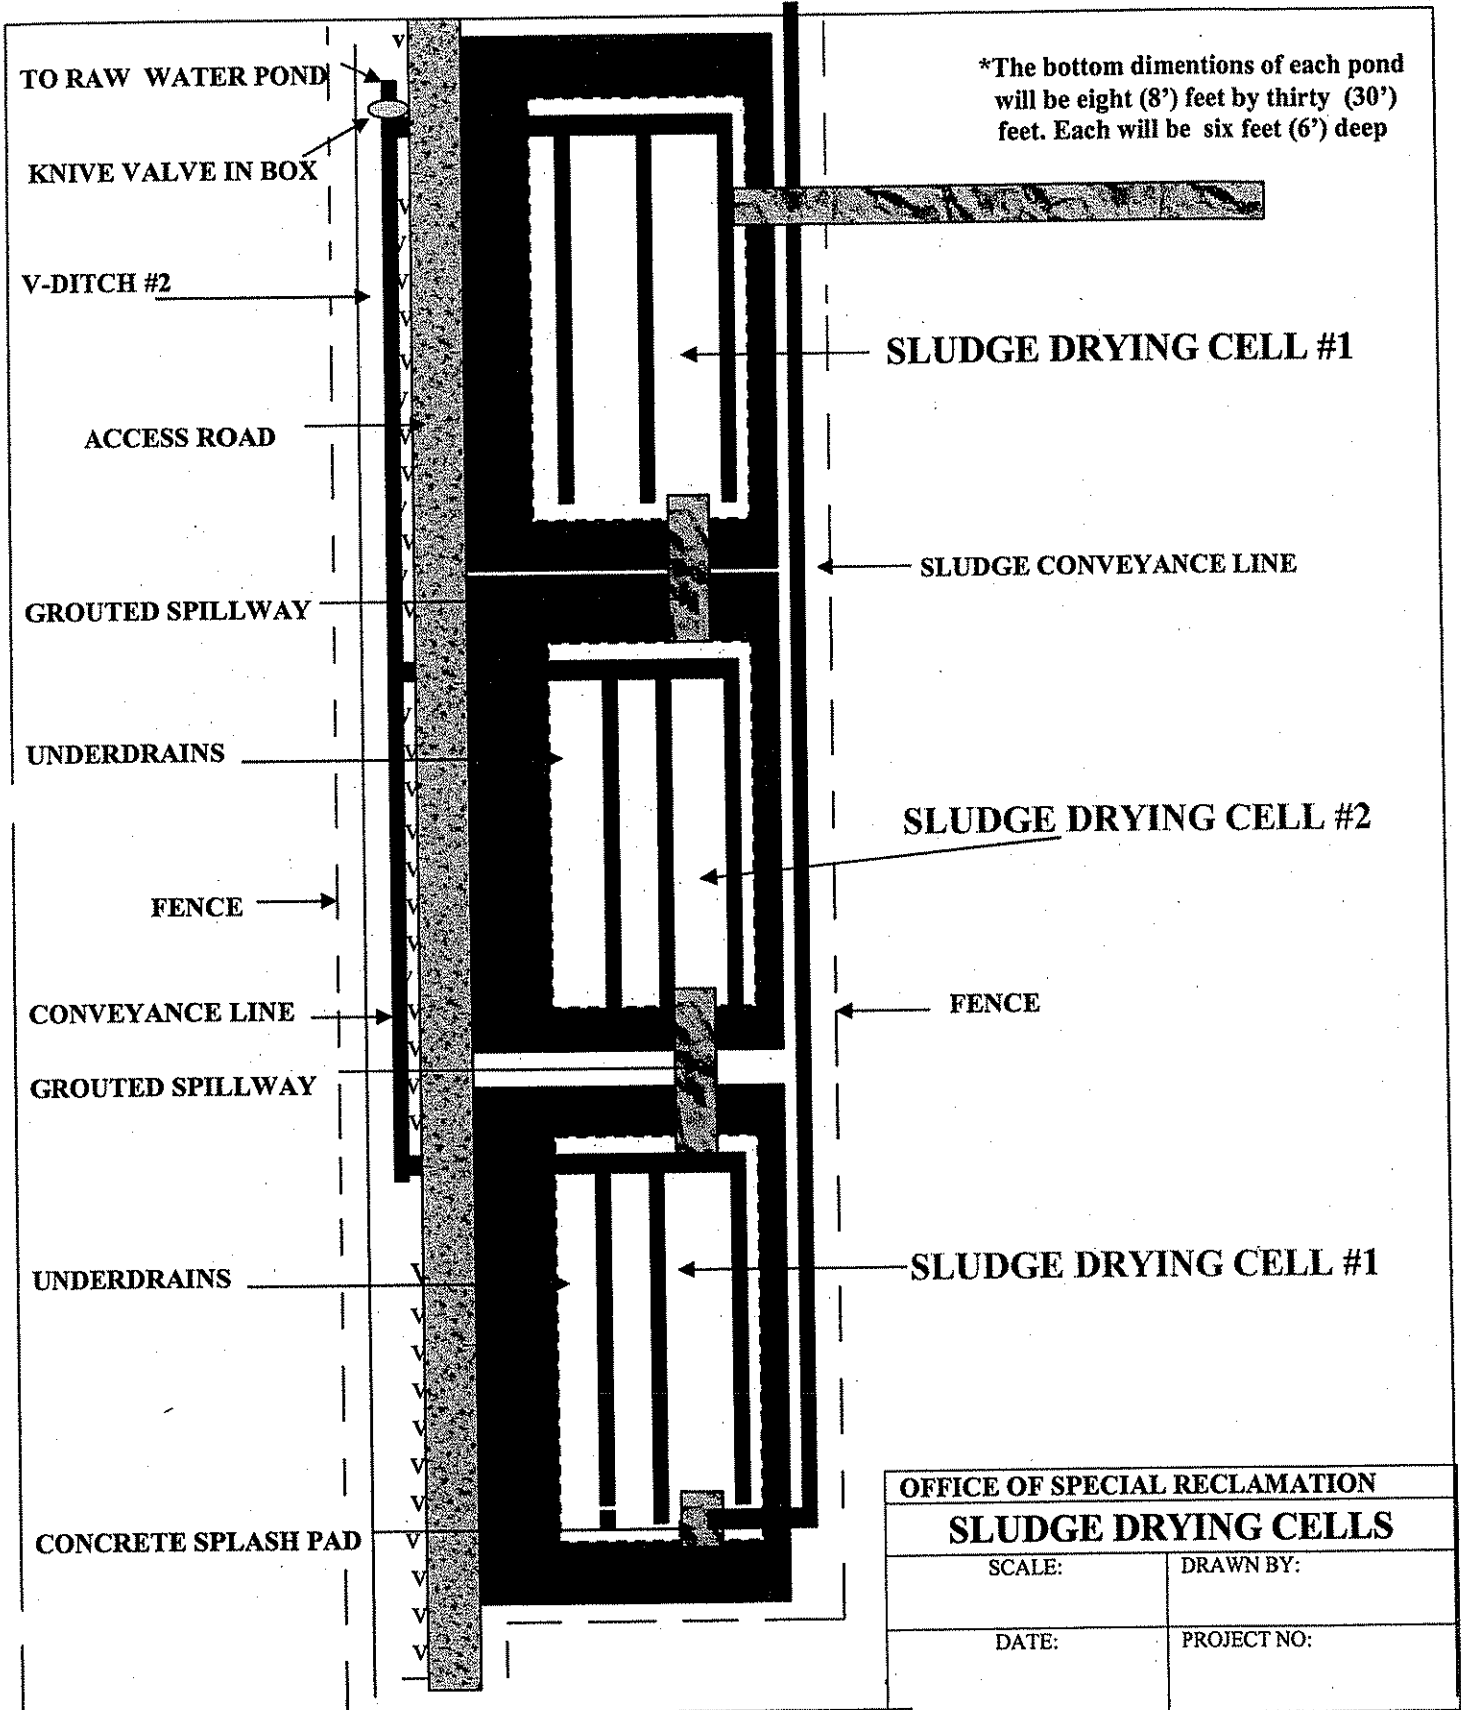 TO RAW WATER POND
*The bottom dimentions of each pond
will be eight (8’) feet by thirty (30’)
feet. Each will be six feet (6’) deep
KNIVE VALVE IN BOX
V-DITCH #2
SLUDGE DRYING CELL #1
ACCESS ROAD
SLUDGE CONVEYANCE LINE
GROUTED SPILLWAY
UNDERDRAINS
SLUDGE DRYING CELL #2
FENCE
CONVEYANCE LINE
FENCE
GROUTED SPILLWAY
SLUDGE DRYING CELL #1
UNDERDRAINS
CONCRETE SPLASH PAD
OFFICE OF SPECIAL RECLAMATION
SLUDGE DRYING CELLS
SCALE:
DRAWN BY:
DATE:
PROJECT NO: